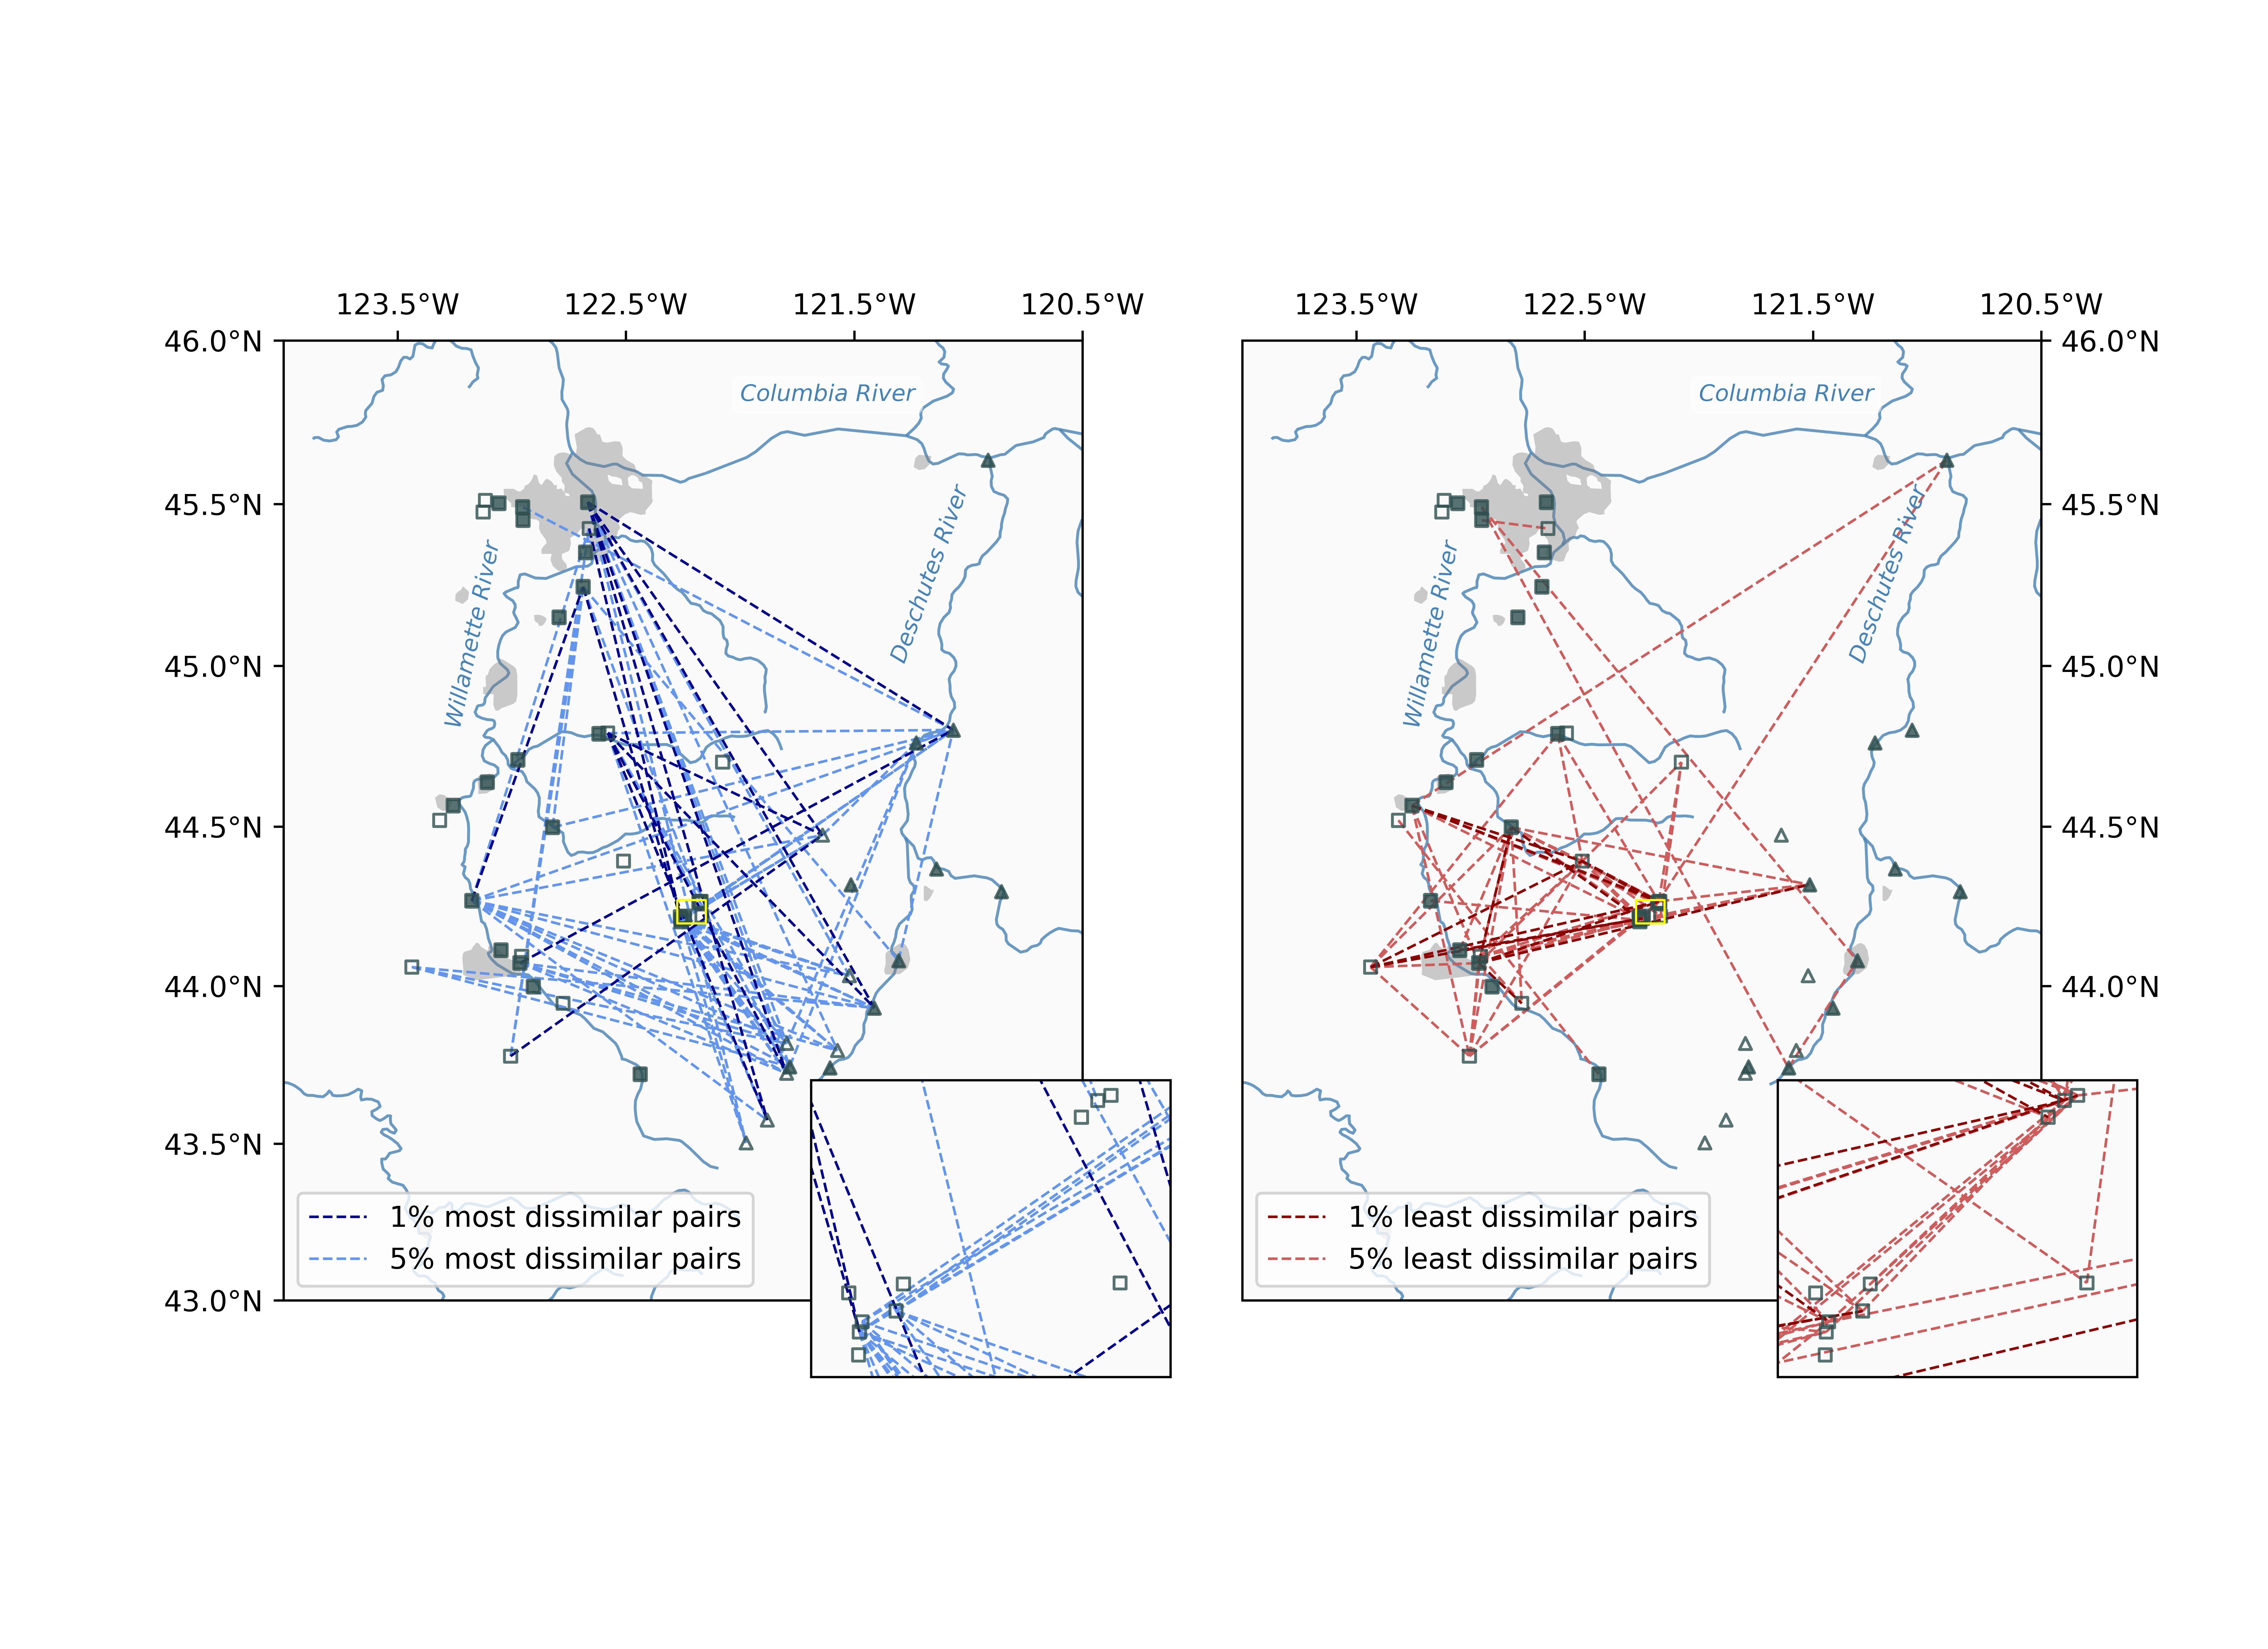 123.5°W 122.5°W 121.5°W 120.5°W
123.5°W 122.5°W 121.5°W 120.5°W
46.0°N
45.5°N
45.0°N
44.5°N
44.0°N
43.5°N
43.0°N
Columbia River
Willamette River
Deschutes River
1% most dissimilar pairs
5% most dissimilar pairs
Columbia River
Willamette River
Deschutes River
1% least dissimilar pairs
5% least dissimilar pairs
46.0°N
45.5°N
45.0°N
44.5°N
44.0°N